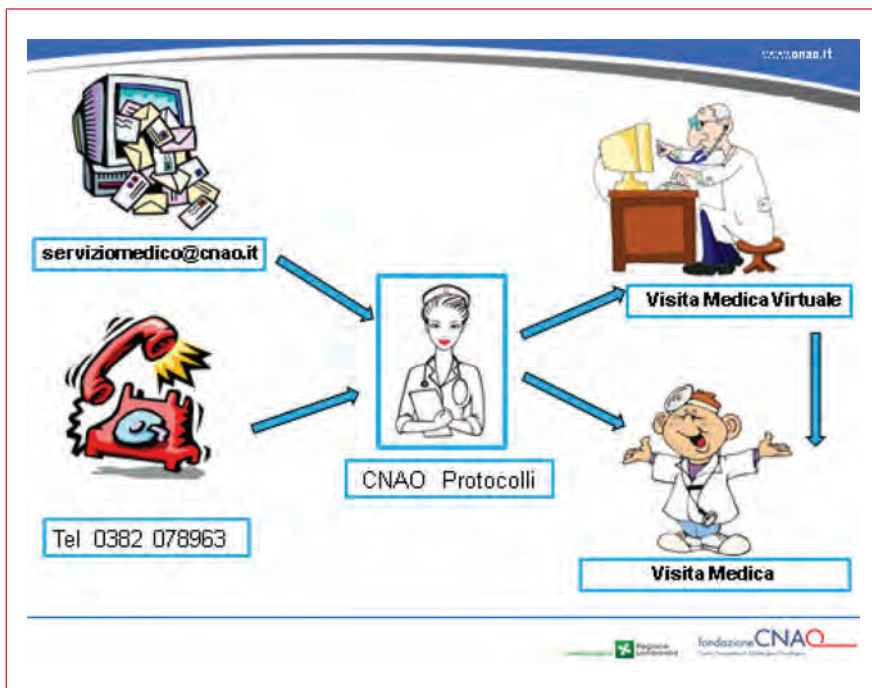 www.cnao.it
serviziomedico@cnao.it
Visita Medica Virtuale
CNAO Protocolli
Tel 0382 078963
Visita Medica
Regione
Lombardia
fondazione CNAO